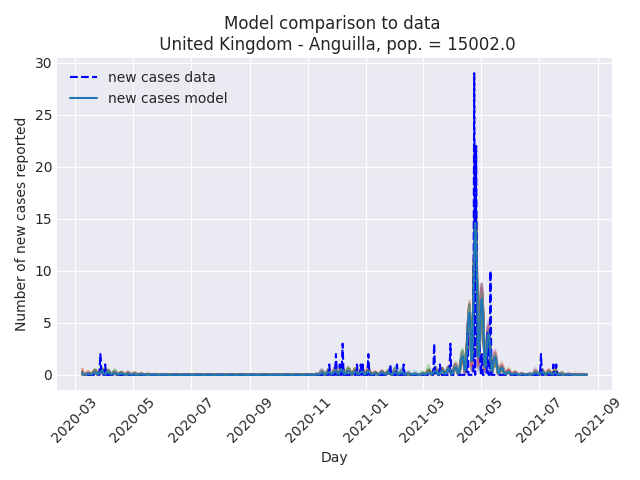 Model comparison to data
United Kingdom - Anguilla, pop. = 15002.0
new cases data
new cases model
Number of new cases reported
30
25
20
15
10
5
0
2020-03
2020-05
2020-07
2020-09
2020-11
2021-01
2021-03
2021-05
2021-07
2021-09
Day